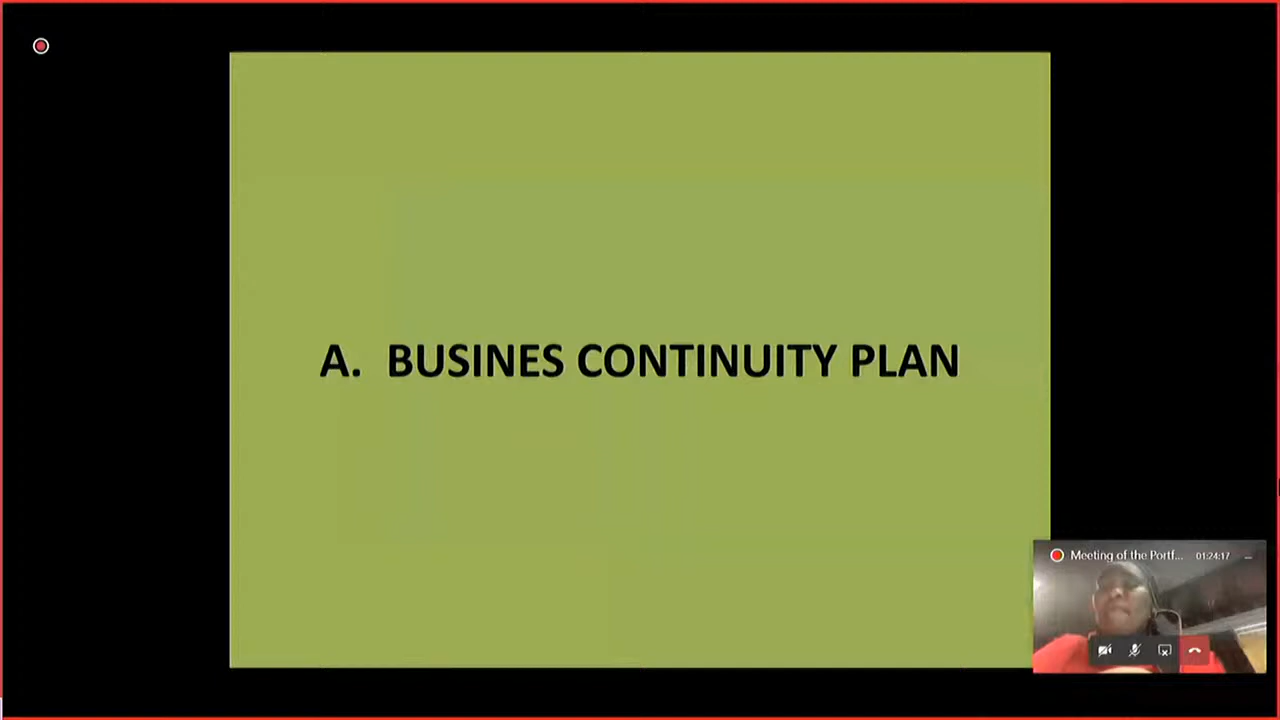 A. BUSINES CONTINUITY PLAN
Meeting of the Portf... 01:24:17